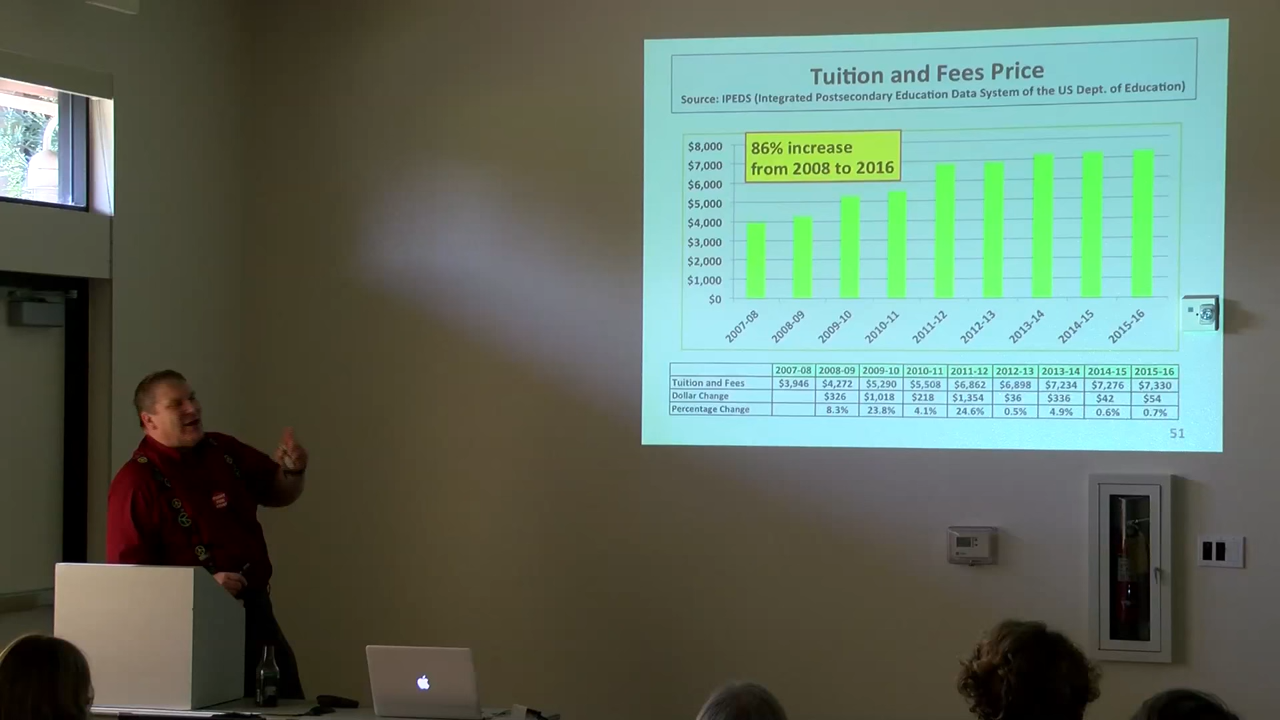 Tuition and Fees Price
Source: IPEDS (Integrated Postsecondary Education Data System of the US Dept. of Education)
86% increase
from 2008 to 2016
$8,000
$7,000
$6,000
$5,000
$4,000
$3,000
$2,000
$1,000
$0
2007-08 2008-09 2009-10 2010-11 2011-12 2012-13 2013-14 2014-15 2015-16
2007-08 2008-09 2009-10 2010-11 2011-12 2012-13 2013-14 2014-15 2015-16
Tuition and Fees $3,946 $4,272 $5,290 $5,508 $6,862 $6,898 $7,234 $7,276 $7,330
Dollar Change $326 $1,018 $218 $1,354 $36 $336 $42 $54
Percentage Change 8.3% 23.8% 4.1% 24.6% 0.5% 4.9% 0.6% 0.7%
51